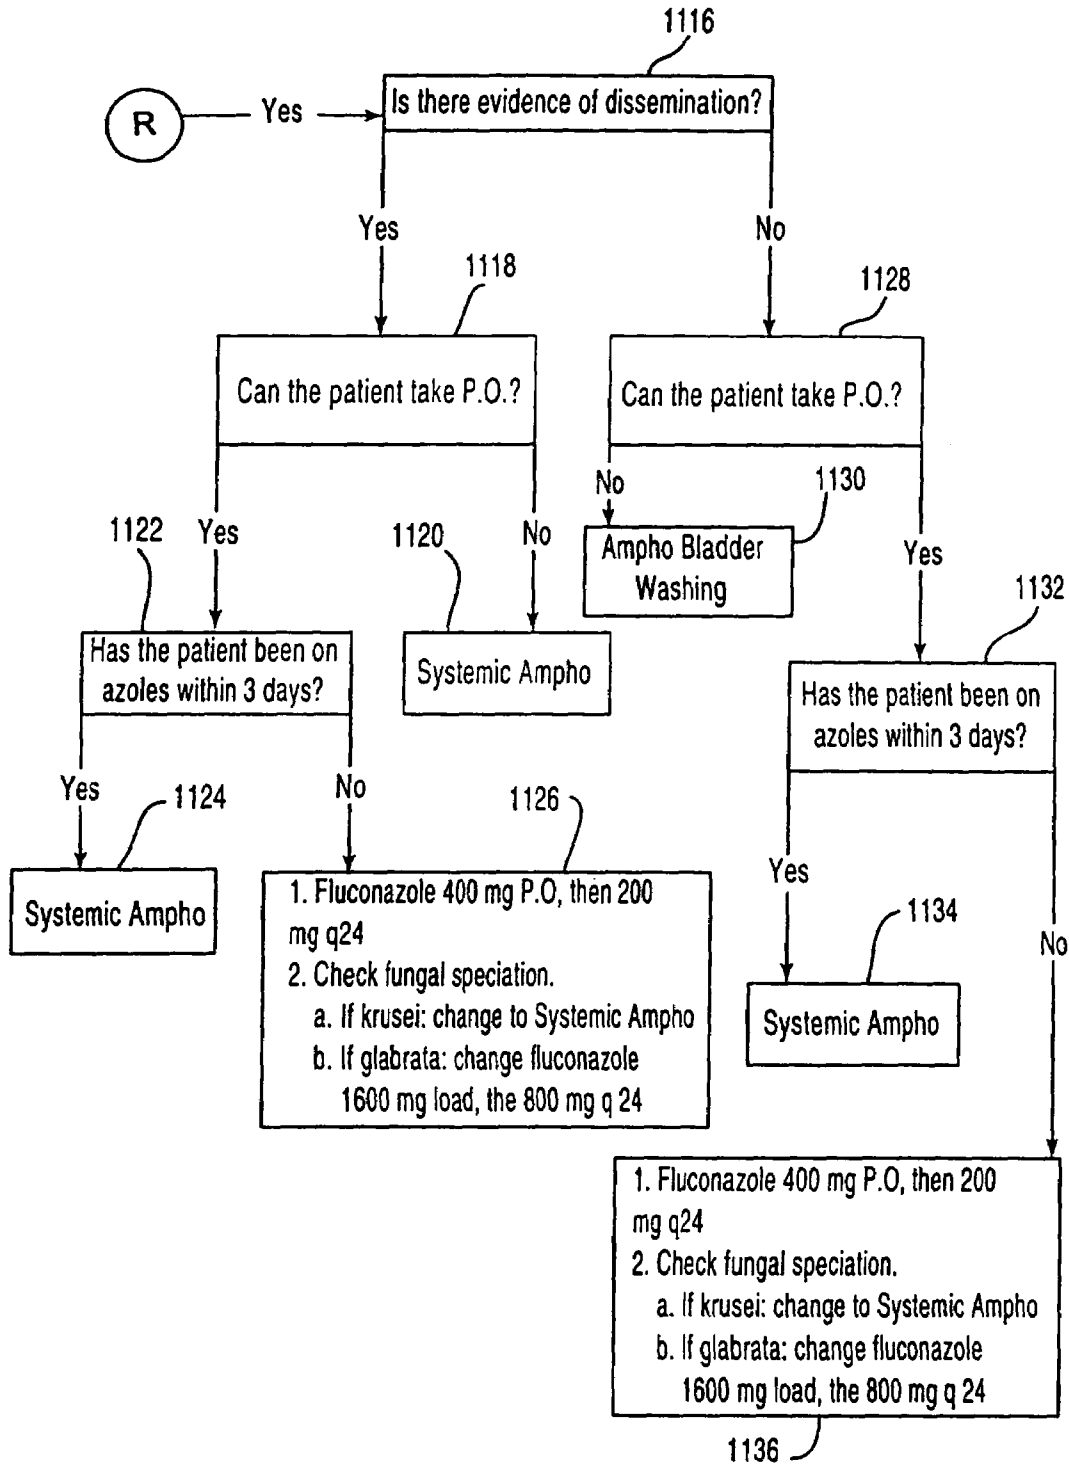 1116
R
Yes
Is there evidence of dissemination?
Yes
No
1118
1128
Can the patient take P.O.?
Can the patient take P.O.?
No
1130
1122
Yes
1120
No
Ampho Bladder
Washing
Yes
1132
Has the patient been on
azoles within 3 days?
Systemic Ampho
Has the patient been on
azoles within 3 days?
Yes
1124
No
1126
Yes
1134
Systemic Ampho
1. Fluconazole 400 mg P.O, then 200
mg q24
2. Check fungal speciation.
a. If krusei: change to Systemic Ampho
b. If glabrata: change fluconazole
1600 mg load, the 800 mg q 24
No
Systemic Ampho
1. Fluconazole 400 mg P.O, then 200
mg q24
2. Check fungal speciation.
a. If krusei: change to Systemic Ampho
b. If glabrata: change fluconazole
1600 mg load, the 800 mg q 24
1136